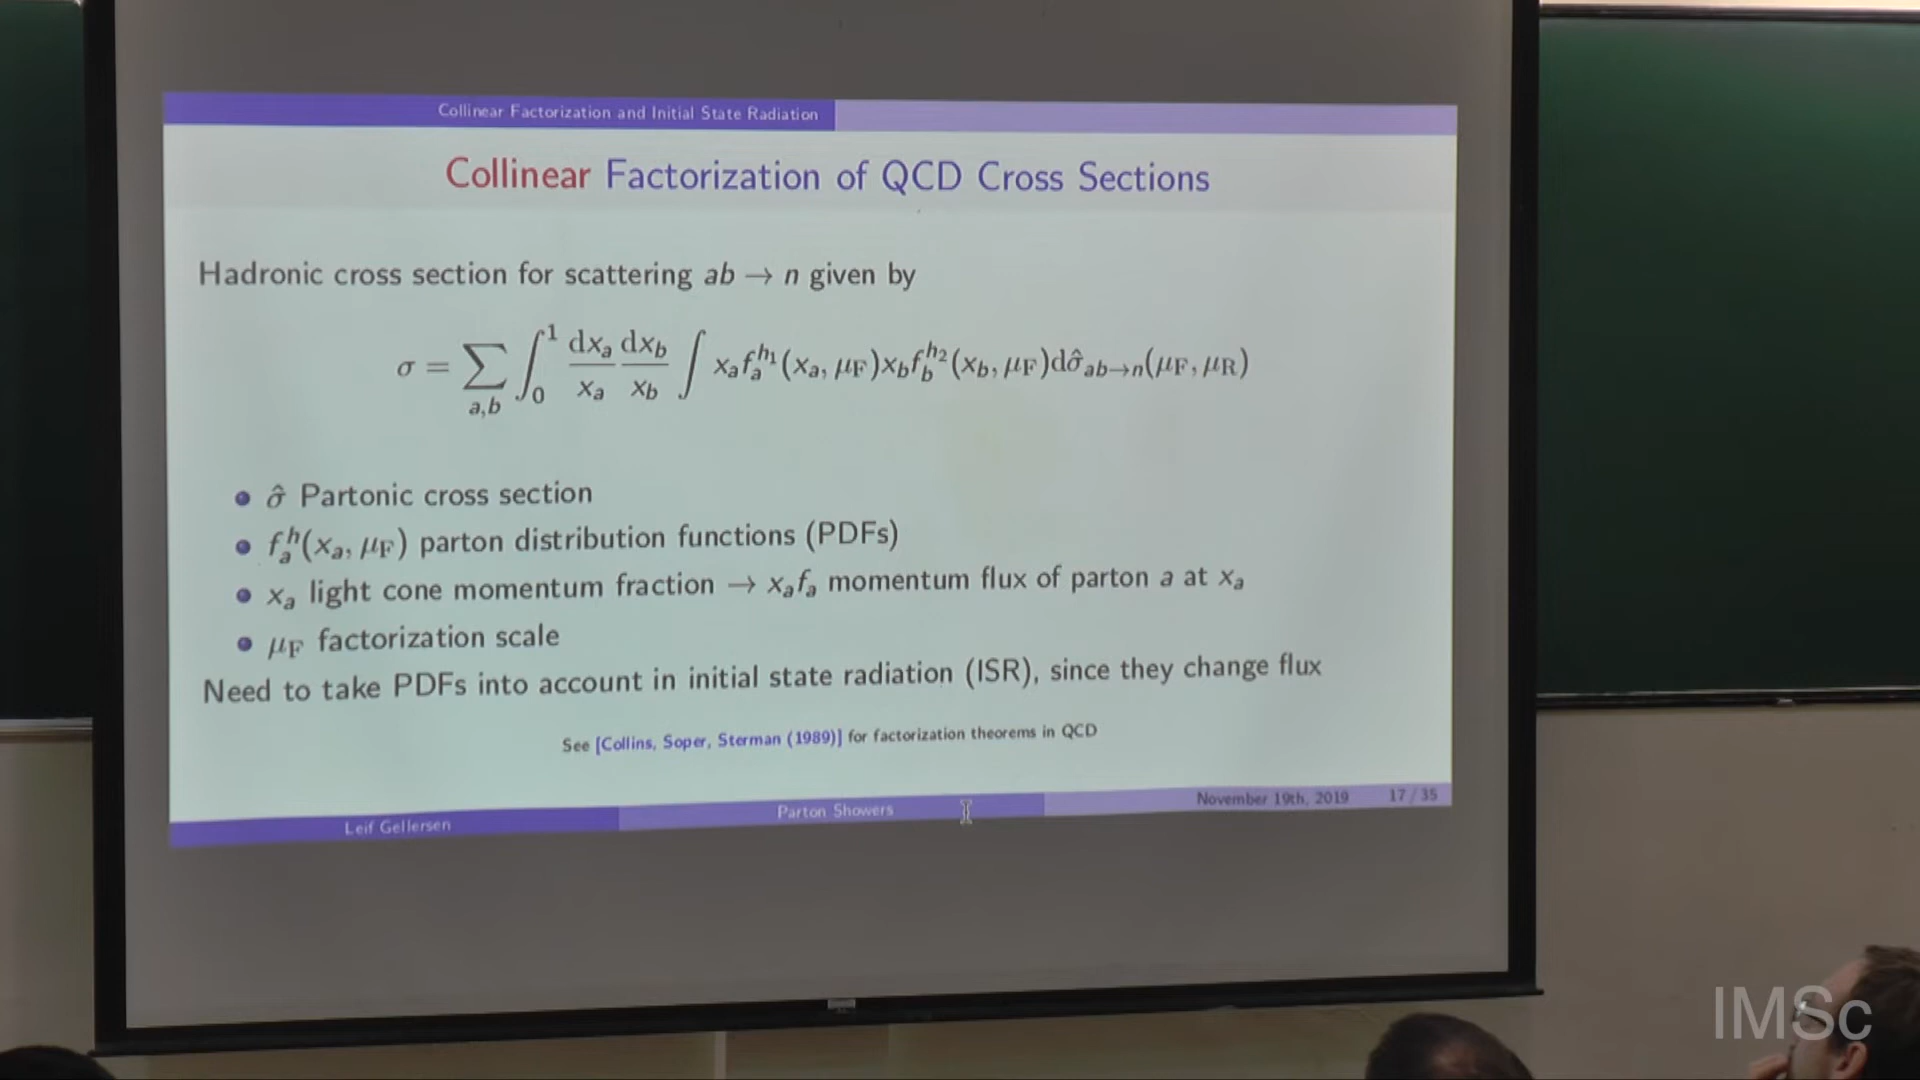 Collinear Factorization and Initial State Radiation
Collinear Factorization of QCD Cross Sections
Hadronic cross section for scattering ab → n given by
σ = ∑_{a,b} ∫_0^1 dx_a/x_a dx_b/x_b ∫ x_a f_a^{h_1}(x_a, μ_F) x_b f_b^{h_2}(x_b, μ_F) dσ̂_{ab→n}(μ_F, μ_R)
● σ̂ Partonic cross section
● f_a^h(x_a, μ_F) parton distribution functions (PDFs)
● x_a light cone momentum fraction → x_a f_a momentum flux of parton a at x_a
● μ_F factorization scale
Need to take PDFs into account in initial state radiation (ISR), since they change flux
See [Collins, Soper, Sterman (1989)] for factorization theorems in QCD
Leif Gellersen Parton Showers November 19th, 2019 17 / 35
IMSc